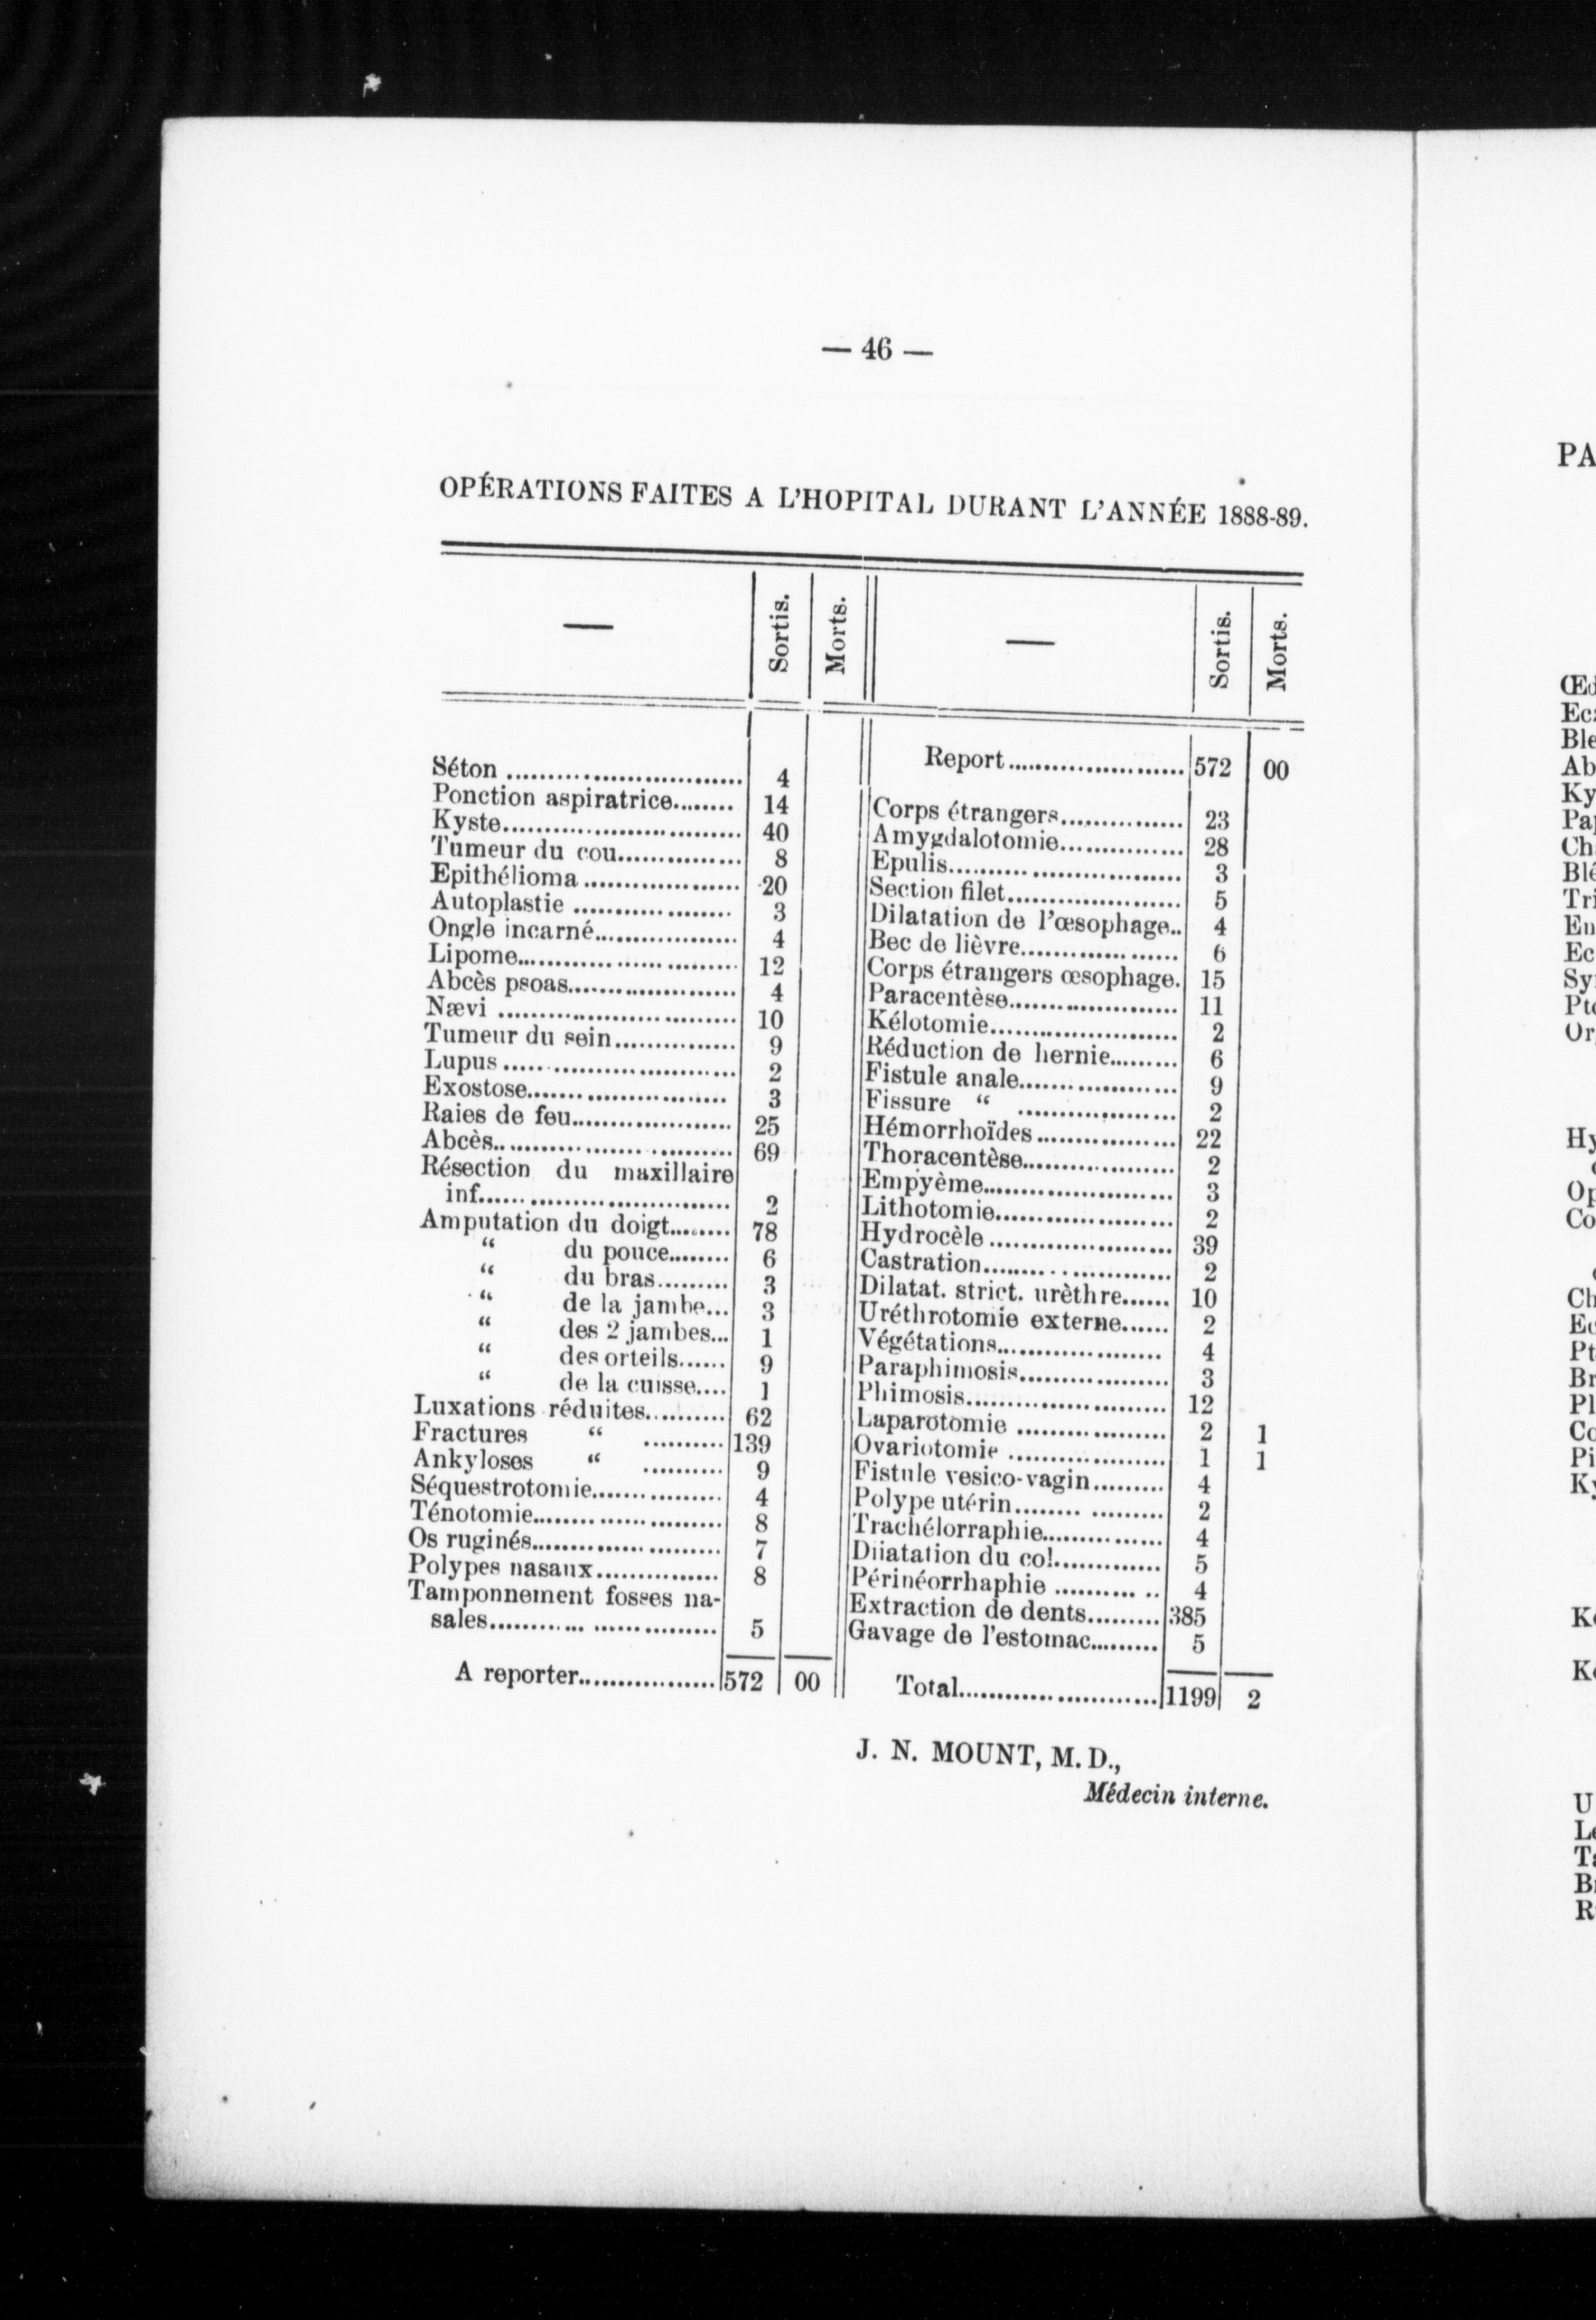 — 46 —
OPÉRATIONS FAITES A L'HOPITAL DURANT L'ANNÉE 1888-89.
— Sortis. Morts.
Séton 4
Ponction aspiratrice 14
Kyste 40
Tumeur du cou 8
Epithélioma 20
Autoplastie 3
Ongle incarné 4
Lipome 12
Abcès psoas 4
Nævi 10
Tumeur du sein 9
Lupus 2
Exostose 3
Raies de feu 25
Abcès 69
Résection du maxillaire
inf. 2
Amputation du doigt 78
“ du pouce 6
“ du bras 3
“ de la jambe 3
“ des 2 jambes 1
“ des orteils 9
“ de la cuisse 1
Luxations réduites 62
Fractures “ 139
Ankyloses “ 9
Séquestrotomie 4
Ténotomie 8
Os ruginés 7
Polypes nasaux 8
Tamponnement fosses na-
sales 5
A reporter 572 00
— Sortis. Morts.
Report 572 00
Corps étrangers 23
Amygdalotomie 28
Epulis 3
Section filet 5
Dilatation de l'œsophage 4
Bec de lièvre 6
Corps étrangers œsophage. 15
Paracentèse 11
Kélotomie 2
Réduction de hernie 6
Fistule anale 9
Fissure “ 2
Hémorrhoïdes 22
Thoracentèse 2
Empyème 3
Lithotomie 2
Hydrocèle 39
Castration 2
Dilatat. strict. urèthre 10
Uréthrotomie externe 2
Végétations 4
Paraphimosis 3
Phimosis 12
Laparotomie 2 1
Ovariotomie 1 1
Fistule vesico-vagin 4
Polype utérin 2
Trachélorraphie 4
Dilatation du col 5
Périnéorrhaphie 4
Extraction de dents 385
Gavage de l'estomac 5
Total 1199 2
J. N. MOUNT, M. D.,
Médecin interne.